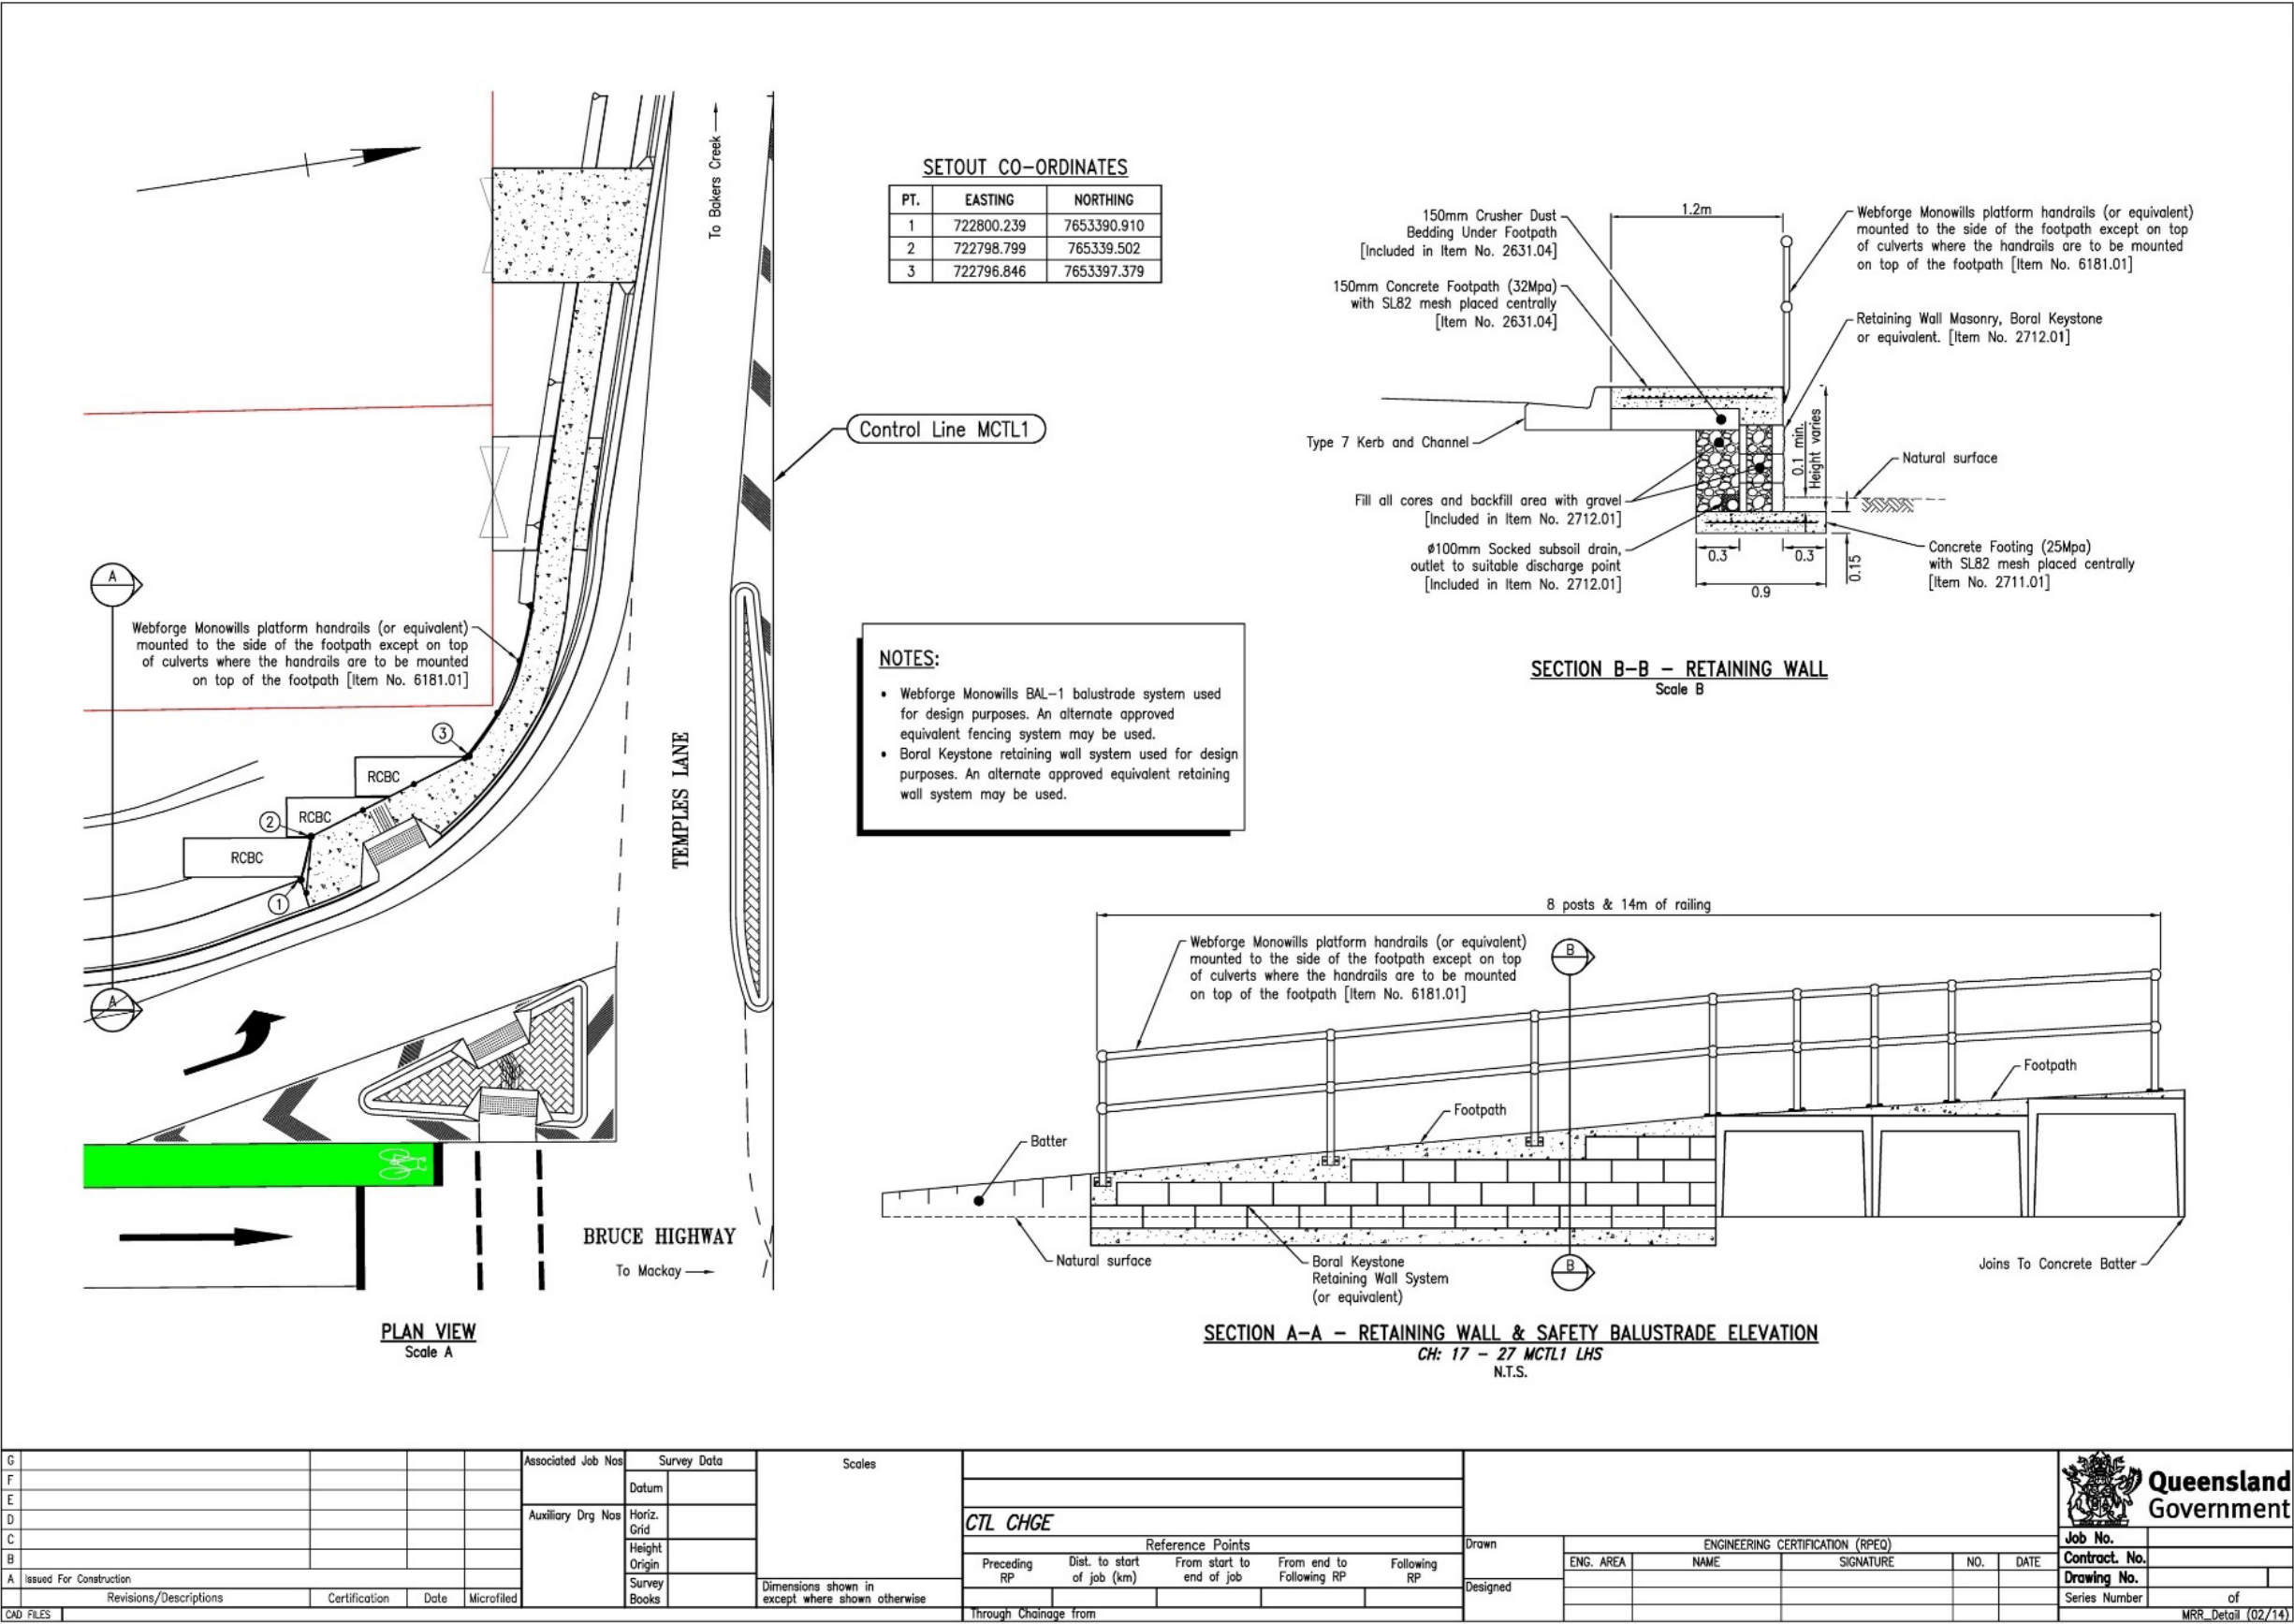 To Bakers Creek
SETOUT CO-ORDINATES
PT. EASTING NORTHING
1 722800.239 7653390.910
2 722798.799 765339.502
3 722796.846 7653397.379
Control Line MCTL1
A
Webforge Monowills platform handrails (or equivalent)
mounted to the side of the footpath except on top
of culverts where the handrails are to be mounted
on top of the footpath [Item No. 6181.01]
3
RCBC
2
RCBC
RCBC
1
A
TEMPLES LANE
BRUCE HIGHWAY
To Mackay
PLAN VIEW
Scale A
NOTES:
• Webforge Monowills BAL-1 balustrade system used
for design purposes. An alternate approved
equivalent fencing system may be used.
• Boral Keystone retaining wall system used for design
purposes. An alternate approved equivalent retaining
wall system may be used.
1.2m
150mm Crusher Dust
Bedding Under Footpath
[Included in Item No. 2631.04]
150mm Concrete Footpath (32Mpa)
with SL82 mesh placed centrally
[Item No. 2631.04]
Type 7 Kerb and Channel
Fill all cores and backfill area with gravel
[Included in Item No. 2712.01]
ø100mm Socked subsoil drain,
outlet to suitable discharge point
[Included in Item No. 2712.01]
Webforge Monowills platform handrails (or equivalent)
mounted to the side of the footpath except on top
of culverts where the handrails are to be mounted
on top of the footpath [Item No. 6181.01]
Retaining Wall Masonry, Boral Keystone
or equivalent. [Item No. 2712.01]
0.1 min.
Height varies
Natural surface
Concrete Footing (25Mpa)
with SL82 mesh placed centrally
[Item No. 2711.01]
0.3
0.3
0.15
0.9
SECTION B-B - RETAINING WALL
Scale B
8 posts & 14m of railing
Webforge Monowills platform handrails (or equivalent)
mounted to the side of the footpath except on top
of culverts where the handrails are to be mounted
on top of the footpath [Item No. 6181.01]
B
Footpath
Footpath
Batter
Natural surface
Boral Keystone
Retaining Wall System
(or equivalent)
B
Joins To Concrete Batter
SECTION A-A - RETAINING WALL & SAFETY BALUSTRADE ELEVATION
CH: 17 - 27 MCTL1 LHS
N.T.S.
G
F
E
D
C
B
A Issued For Construction
Revisions/Descriptions Certification Date Microfiled
CAD FILES
Associated Job Nos
Auxiliary Drg Nos
Survey Data
Datum
Horiz.
Grid
Height
Origin
Survey
Books
Scales
Dimensions shown in
except where shown otherwise
CTL CHGE
Reference Points
Preceding
RP
Dist. to start
of job (km)
From start to
end of job
From end to
Following RP
Following
RP
Through Chainage from
Drawn
Designed
ENGINEERING CERTIFICATION (RPEQ)
ENG. AREA NAME SIGNATURE NO. DATE
Queensland
Government
Job No.
Contract. No.
Drawing No.
Series Number of
MRR_Detail (02/14)